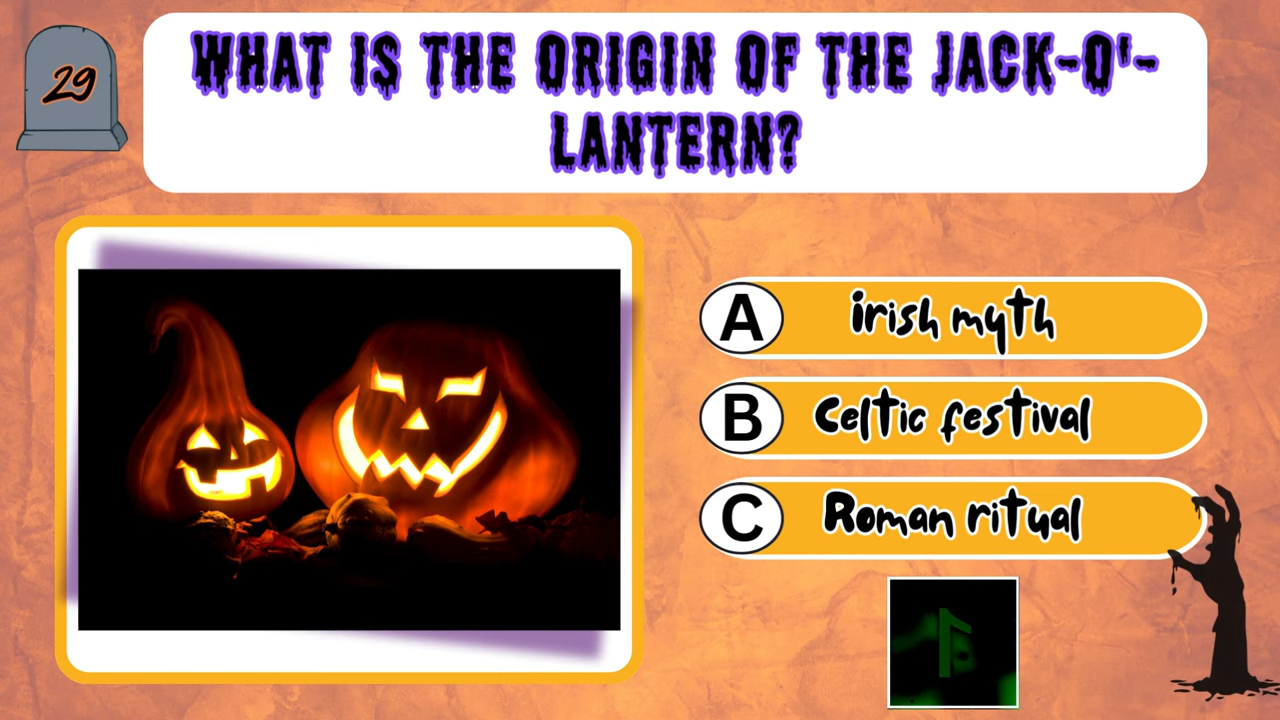 29
WHAT IS THE ORIGIN OF THE JACK-O'-
LANTERN?
A irish myth
B Celtic festival
C Roman ritual